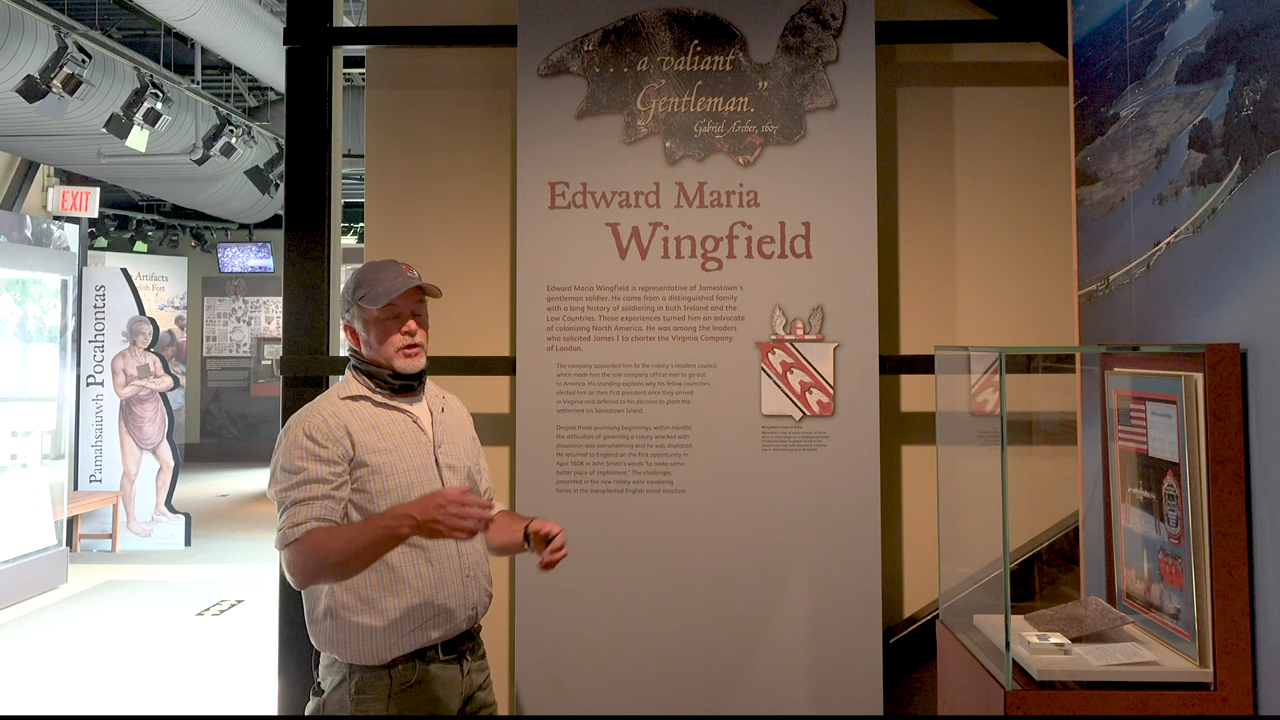 ". . . a valiant
Gentleman."
Gabriel Archer, 1607
Edward Maria
Wingfield
Edward Maria Wingfield is representative of Jamestown's
gentleman soldier. He came from a distinguished family
with a long history of soldiering in both Ireland and the
Low Countries. Those experiences turned him an advocate
of colonizing North America. He was among the leaders
who solicited James I to charter the Virginia Company
of London.
The company appointed him to the colony's resident council,
which made him the sole company officer ever to go out
to America. His standing explains why his fellow councilors
elected him as their first president once they arrived
in Virginia and deferred to his decision to plant the
settlement on Jamestown Island.
Despite those promising beginnings, within months
the difficulties of governing a colony wracked with
dissension was overwhelming and he was displaced.
He returned to England on the first opportunity in
April 1608 in John Smith's words "to seeke some
better place of imploiment." The challenges
presented in the new colony were equalizing
forces in the transplanted English social structure.
Wingfield's Coat of Arms
EXIT
Artifacts
Fort
Pamahsaiuwh Pocahontas